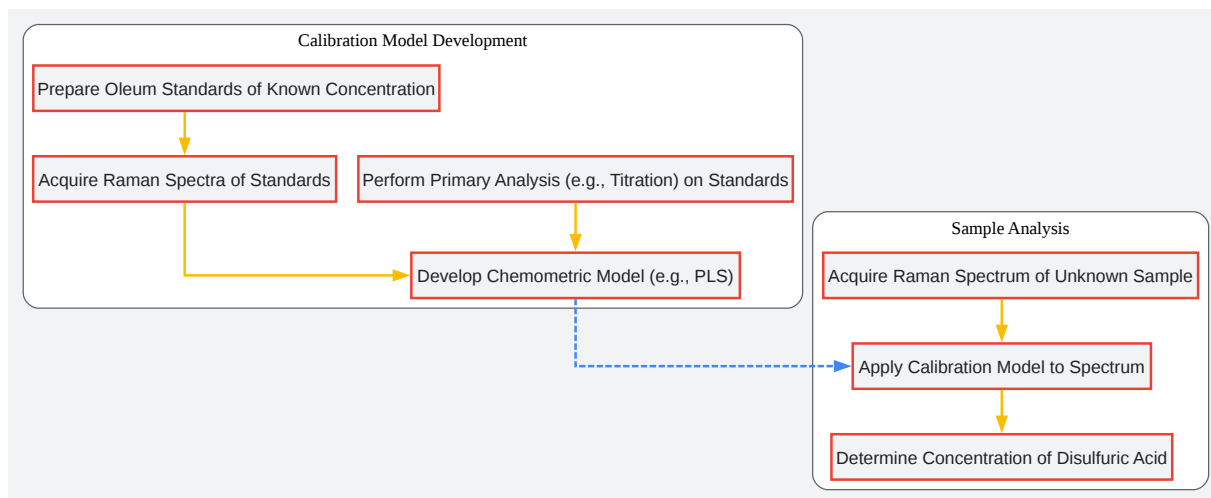 Calibration Model Development
Prepare Oleum Standards of Known Concentration
Acquire Raman Spectra of Standards
Perform Primary Analysis (e.g., Titration) on Standards
Develop Chemometric Model (e.g., PLS)
Sample Analysis
Acquire Raman Spectrum of Unknown Sample
Apply Calibration Model to Spectrum
Determine Concentration of Disulfuric Acid